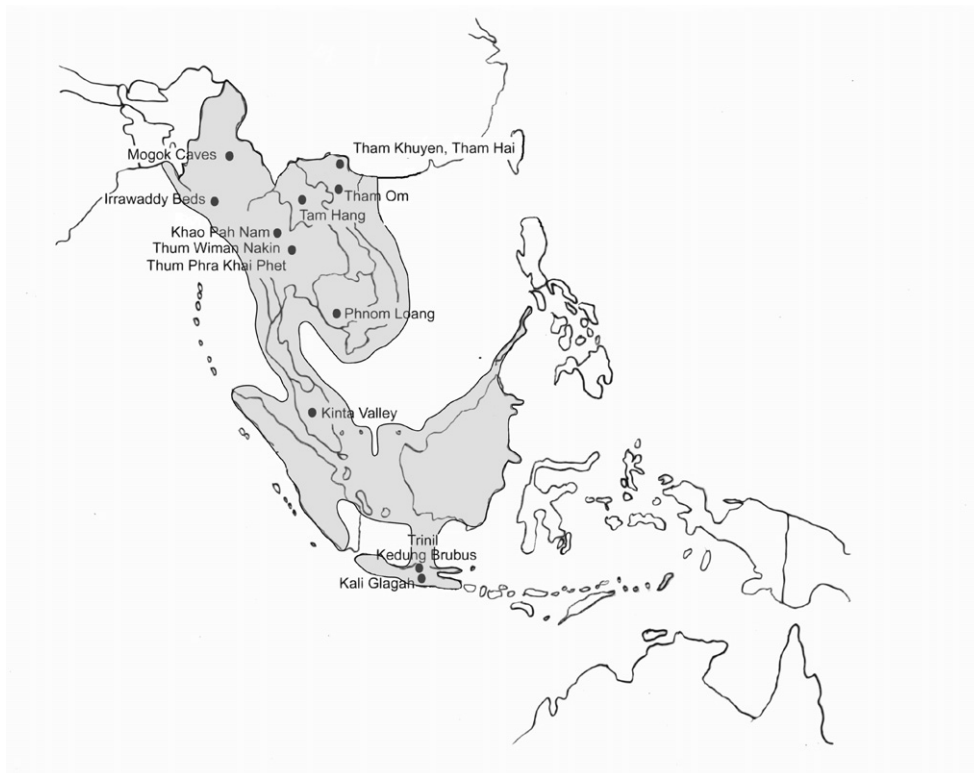 Tham Khuyen, Tham Hai
Mogok Caves
Tham Om
Irrawaddy Beds
Tam Hang
Khao Pah Nam
Thum Wiman Nakin
Thum Phra Khai Phet
Phnom Loang
Kinta Valley
Trinil
Kedung Brubus
Kali Glagah